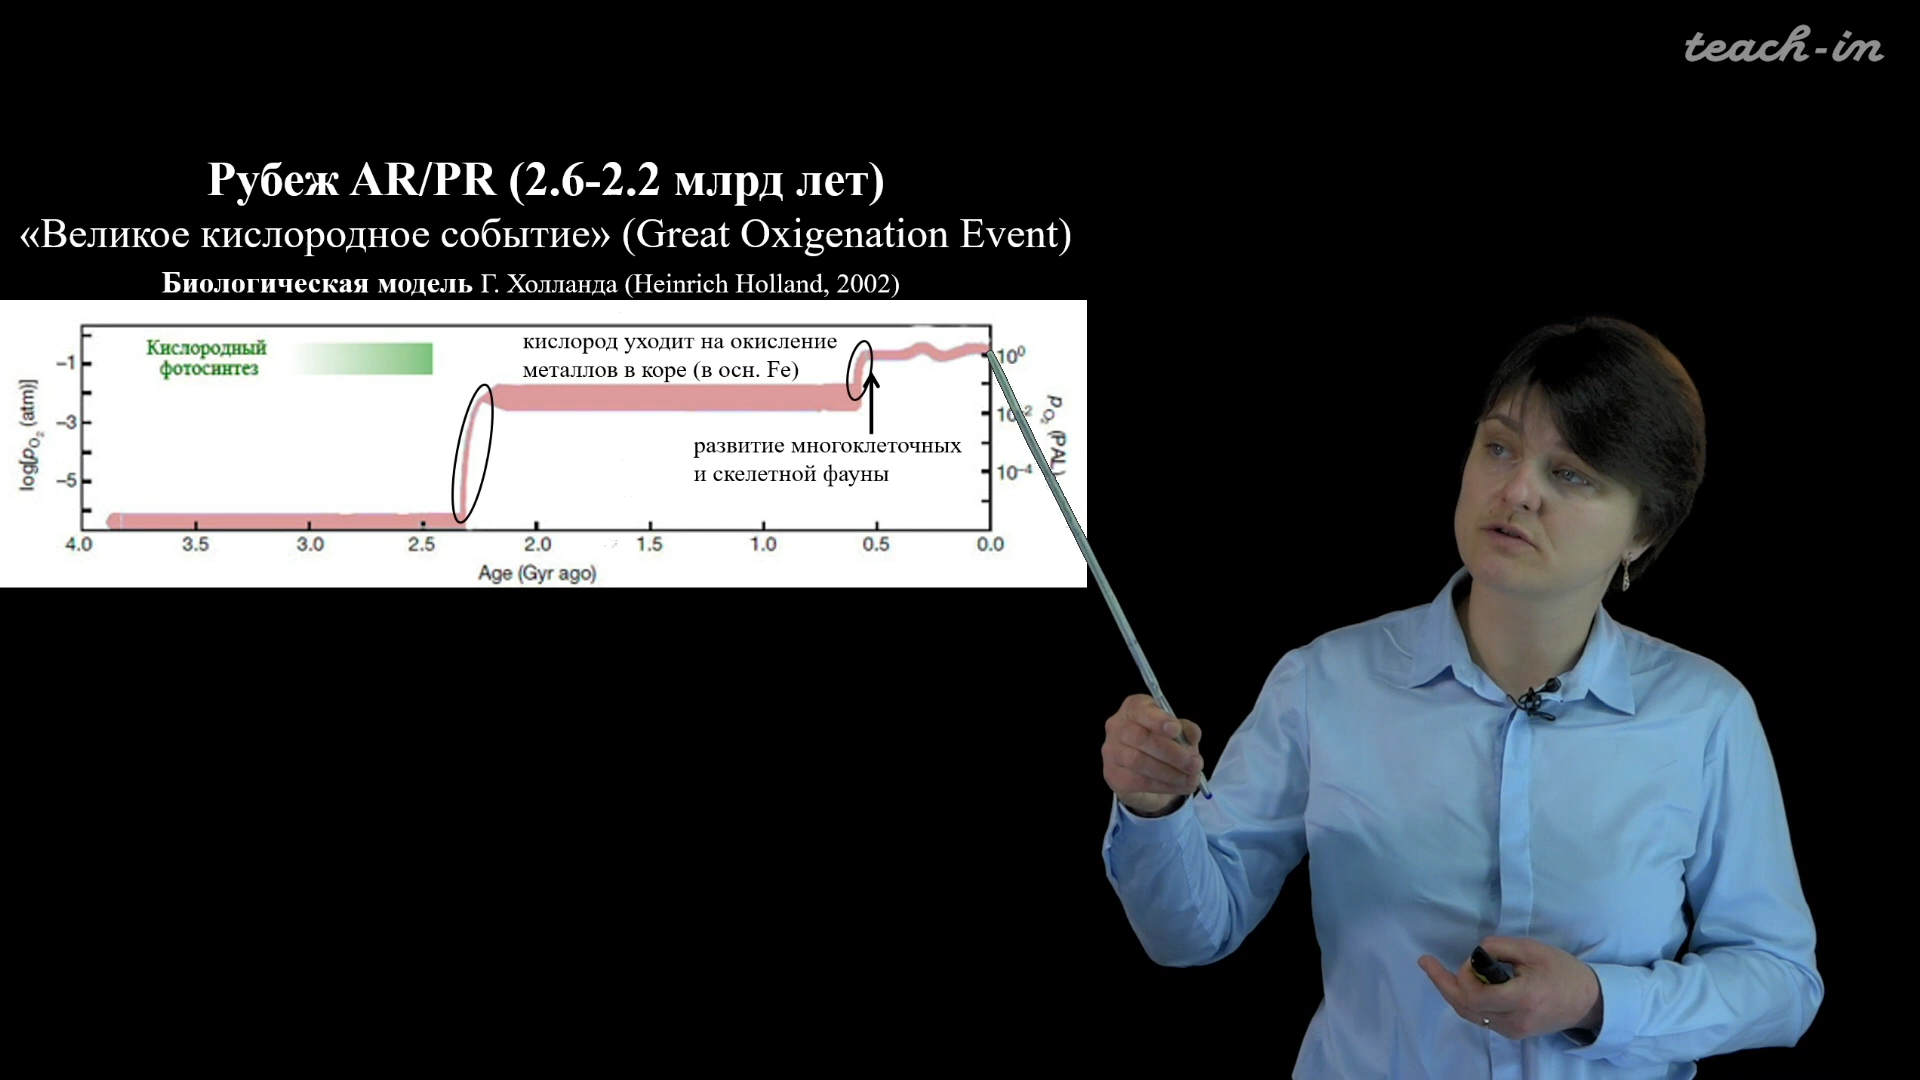 teach-in
Рубеж AR/PR (2.6-2.2 млрд лет)
«Великое кислородное событие» (Great Oxigenation Event)
Биологическая модель Г. Холланда (Heinrich Holland, 2002)
Кислородный
фотосинтез
кислород уходит на окисление
металлов в коре (в осн. Fe)
развитие многоклеточных
и скелетной фауны
log[pO₂ (atm)]
–1
–3
–5
10⁰
10⁻²
10⁻⁴
pO₂ (PAL)
4.0 3.5 3.0 2.5 2.0 1.5 1.0 0.5 0.0
Age (Gyr ago)